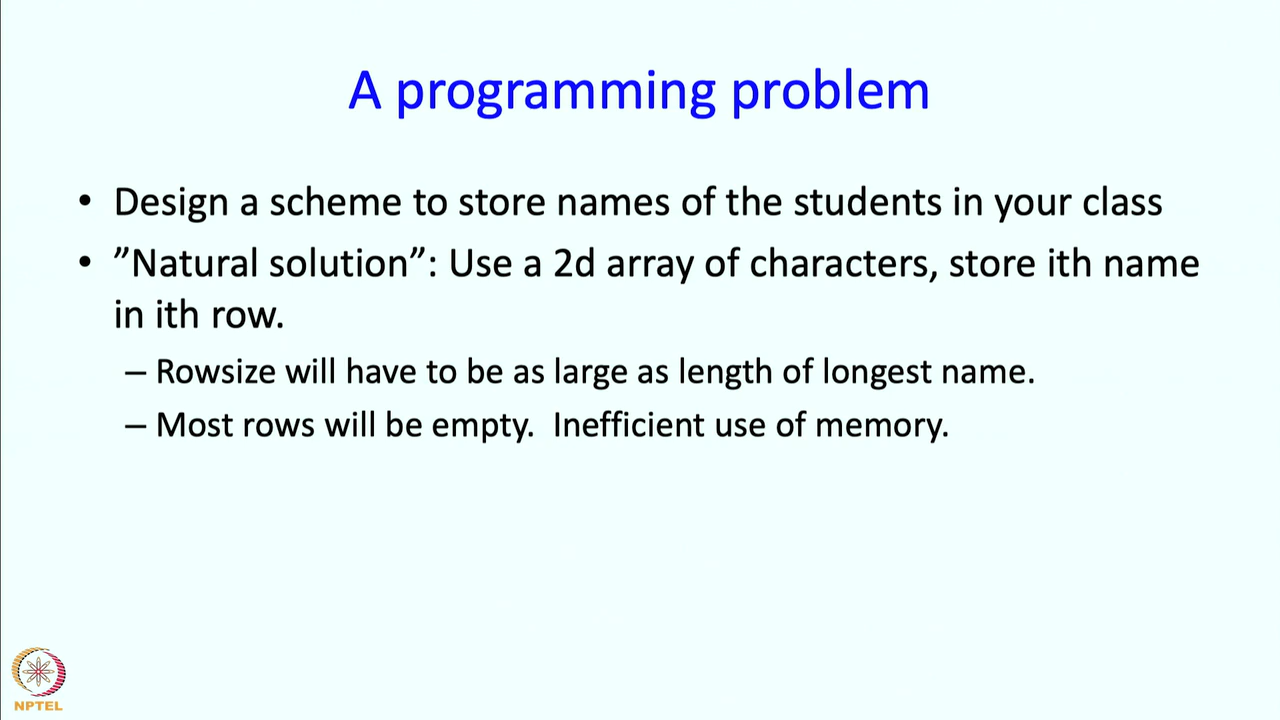 A programming problem
• Design a scheme to store names of the students in your class
• ”Natural solution”: Use a 2d array of characters, store ith name
in ith row.
– Rowsize will have to be as large as length of longest name.
– Most rows will be empty.  Inefficient use of memory.
NPTEL